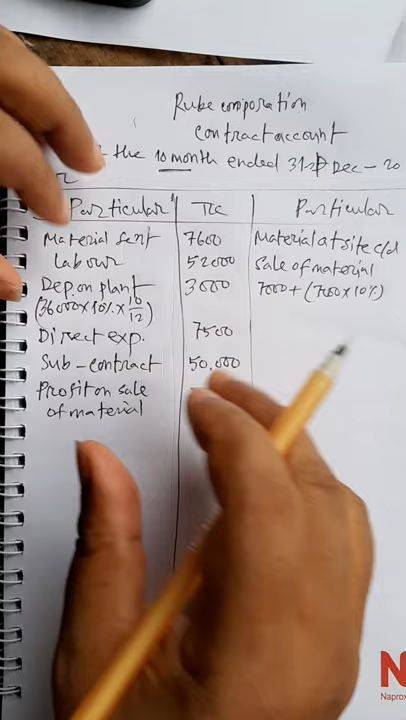 Rube corporation
contract account
the 10 month ended 31st Dec - 20
Particular TK Particular
Material sent 7600 Material at site c/d
Labour 52000 Sale of material
Dep. on plant 3000 7000 + (7000 x 10%)
(36000 x 10% x 10/12)
Direct exp. 7500
Sub-contract 50,000
Profit on sale
of material
N
Naprox